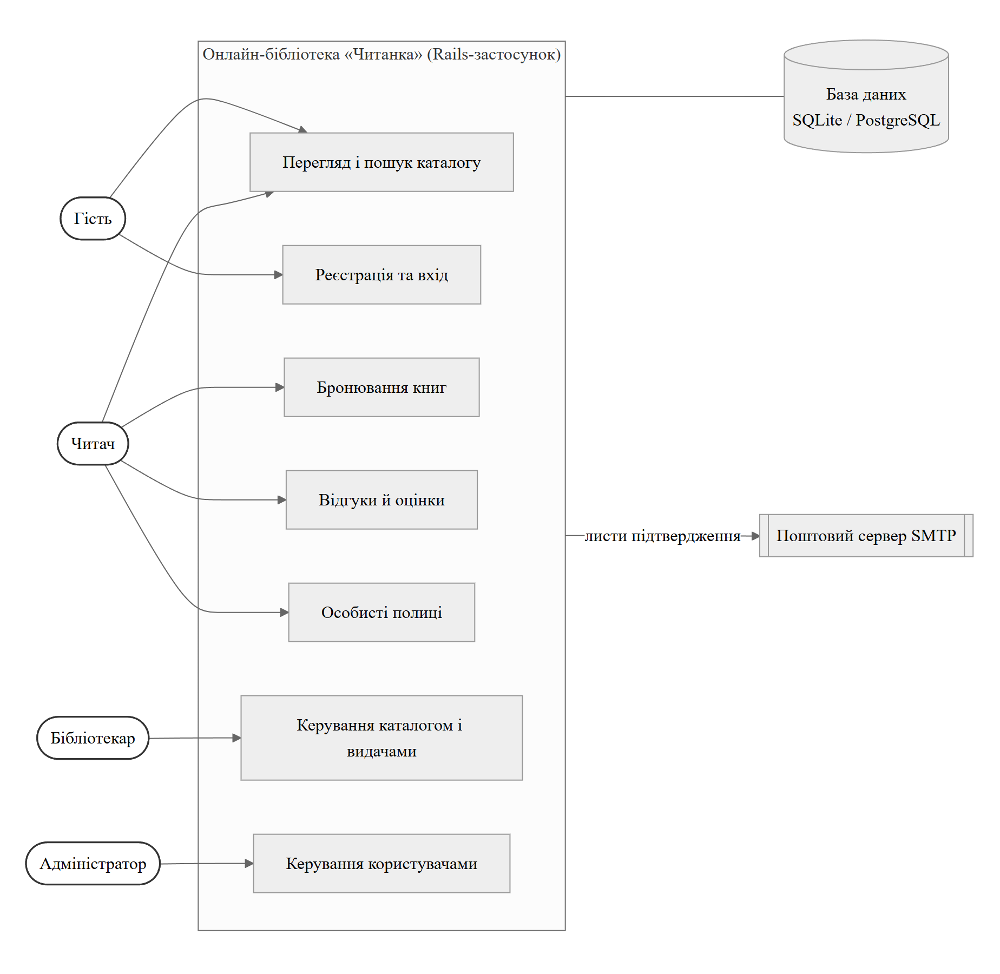 Онлайн-бібліотека «Читанка» (Rails-застосунок)
База даних
SQLite / PostgreSQL
Перегляд і пошук каталогу
Гість
Реєстрація та вхід
Бронювання книг
Читач
Відгуки й оцінки
листи підтвердження
Поштовий сервер SMTP
Особисті полиці
Бібліотекар
Керування каталогом і
видачами
Адміністратор
Керування користувачами